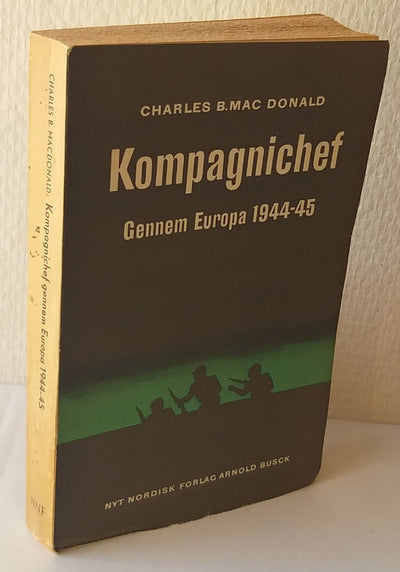 CHARLES B. MAC DONALD
Kompagnichef
Gennem Europa 1944-45
NYT NORDISK FORLAG ARNOLD BUSCK
CHARLES B. MACDONALD: Kompagnichef gennem Europa 1944-45
NNF